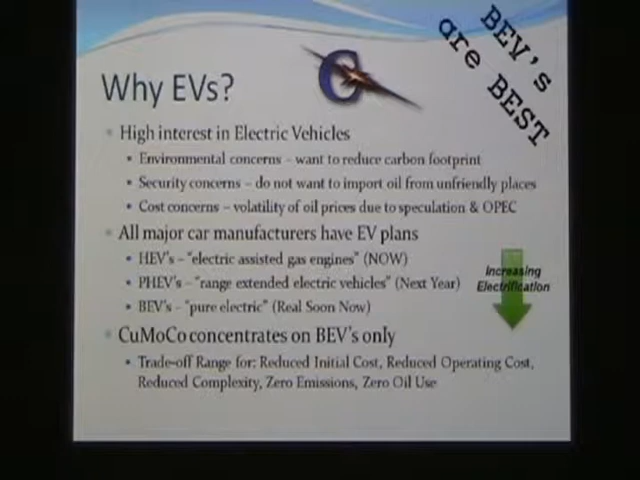 BEV's
are BEST
Why EVs?
High interest in Electric Vehicles
Environmental concerns – want to reduce carbon footprint
Security concerns – do not want to import oil from unfriendly places
Cost concerns – volatility of oil prices due to speculation & OPEC
All major car manufacturers have EV plans
HEV's – "electric assisted gas engines" (NOW)
PHEV's – "range extended electric vehicles" (Next Year)
BEV's – "pure electric" (Real Soon Now)
Increasing
Electrification
CuMoCo concentrates on BEV's only
Trade-off Range for: Reduced Initial Cost, Reduced Operating Cost,
Reduced Complexity, Zero Emissions, Zero Oil Use